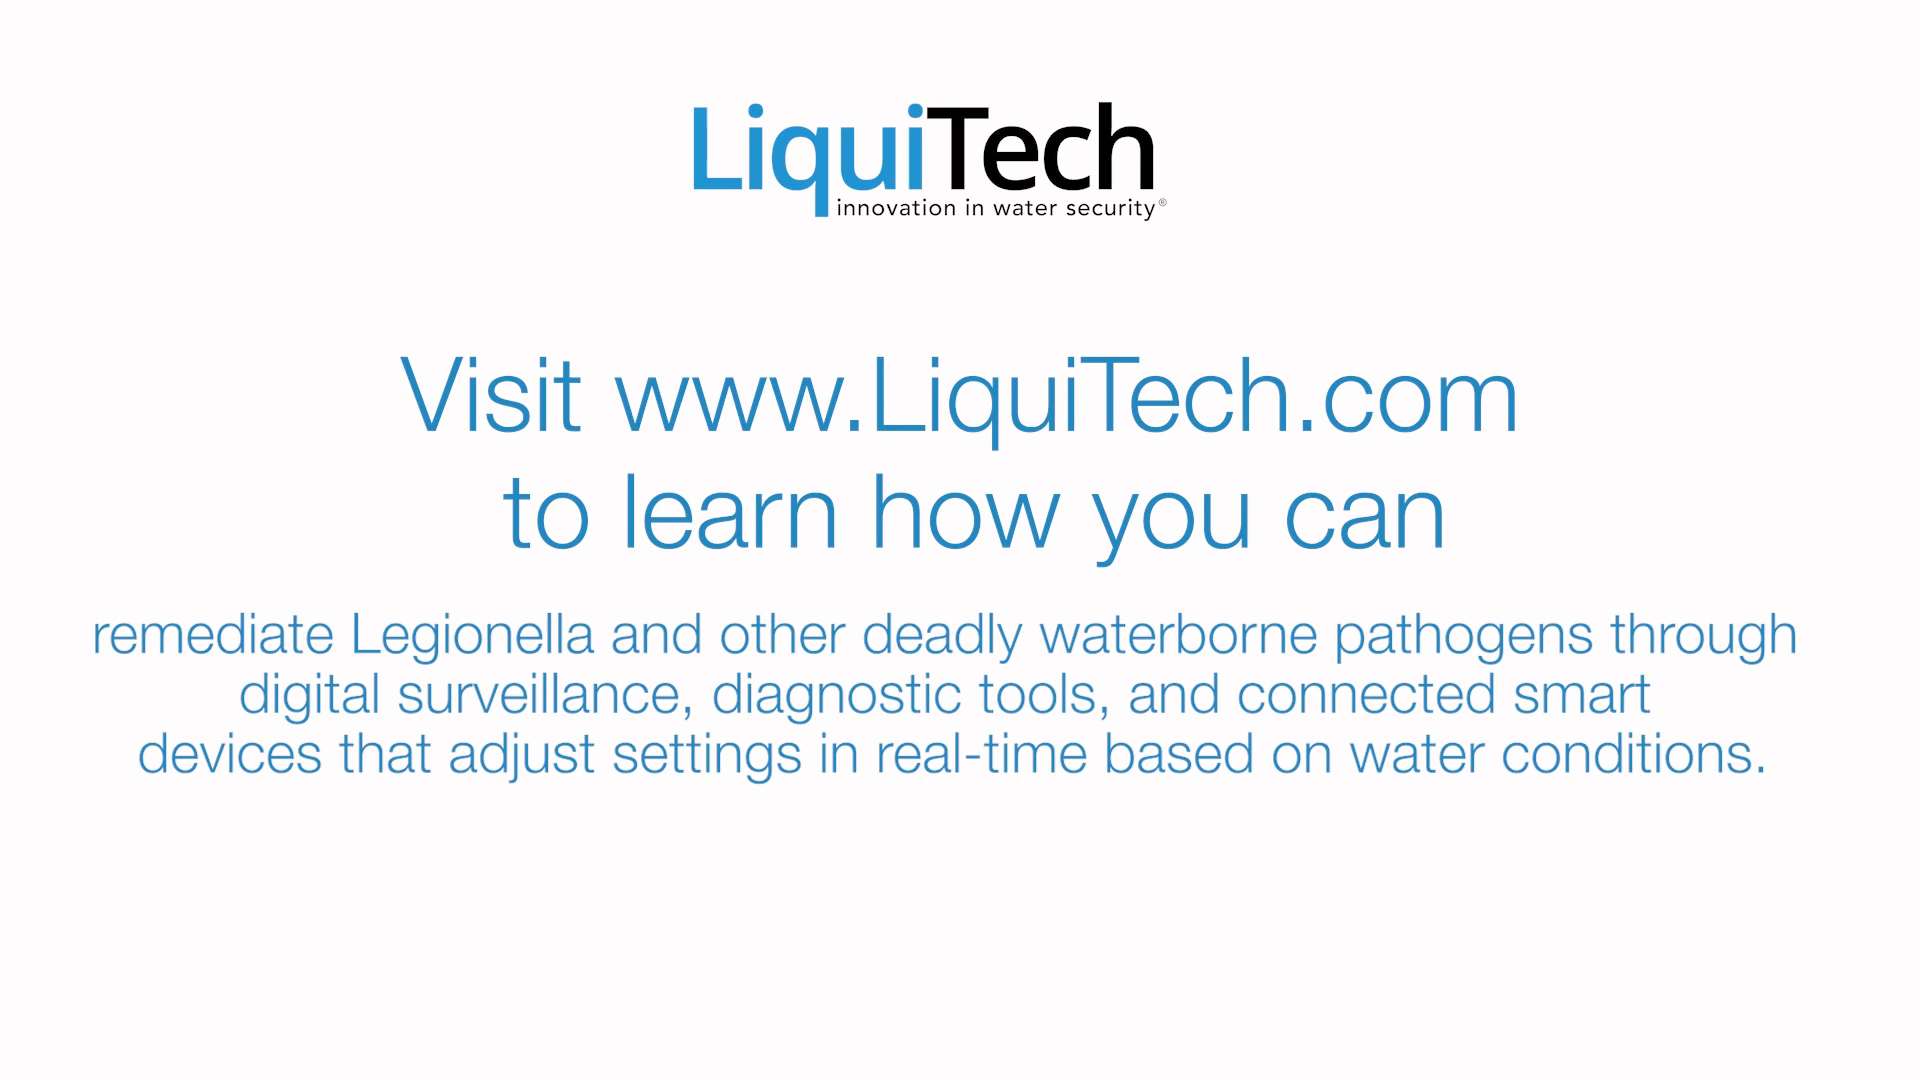 LiquiTech
innovation in water security®
Visit www.LiquiTech.com
to learn how you can
remediate Legionella and other deadly waterborne pathogens through
digital surveillance, diagnostic tools, and connected smart
devices that adjust settings in real-time based on water conditions.